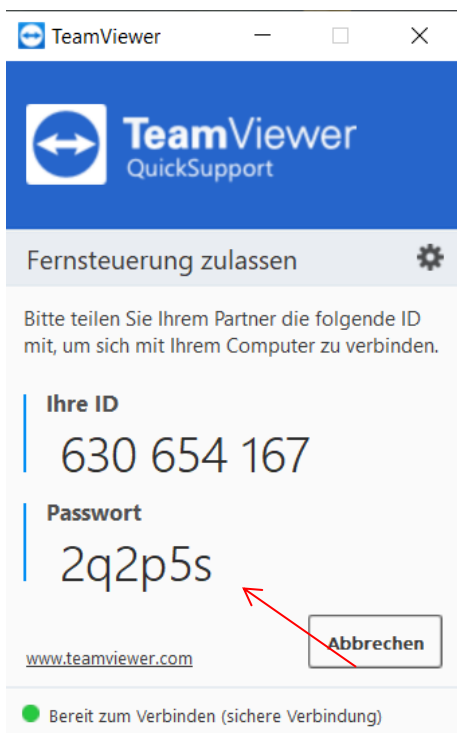 TeamViewer
TeamViewer
QuickSupport
Fernsteuerung zulassen
Bitte teilen Sie Ihrem Partner die folgende ID
mit, um sich mit Ihrem Computer zu verbinden.
Ihre ID
630 654 167
Passwort
2q2p5s
Abbrechen
www.teamviewer.com
Bereit zum Verbinden (sichere Verbindung)